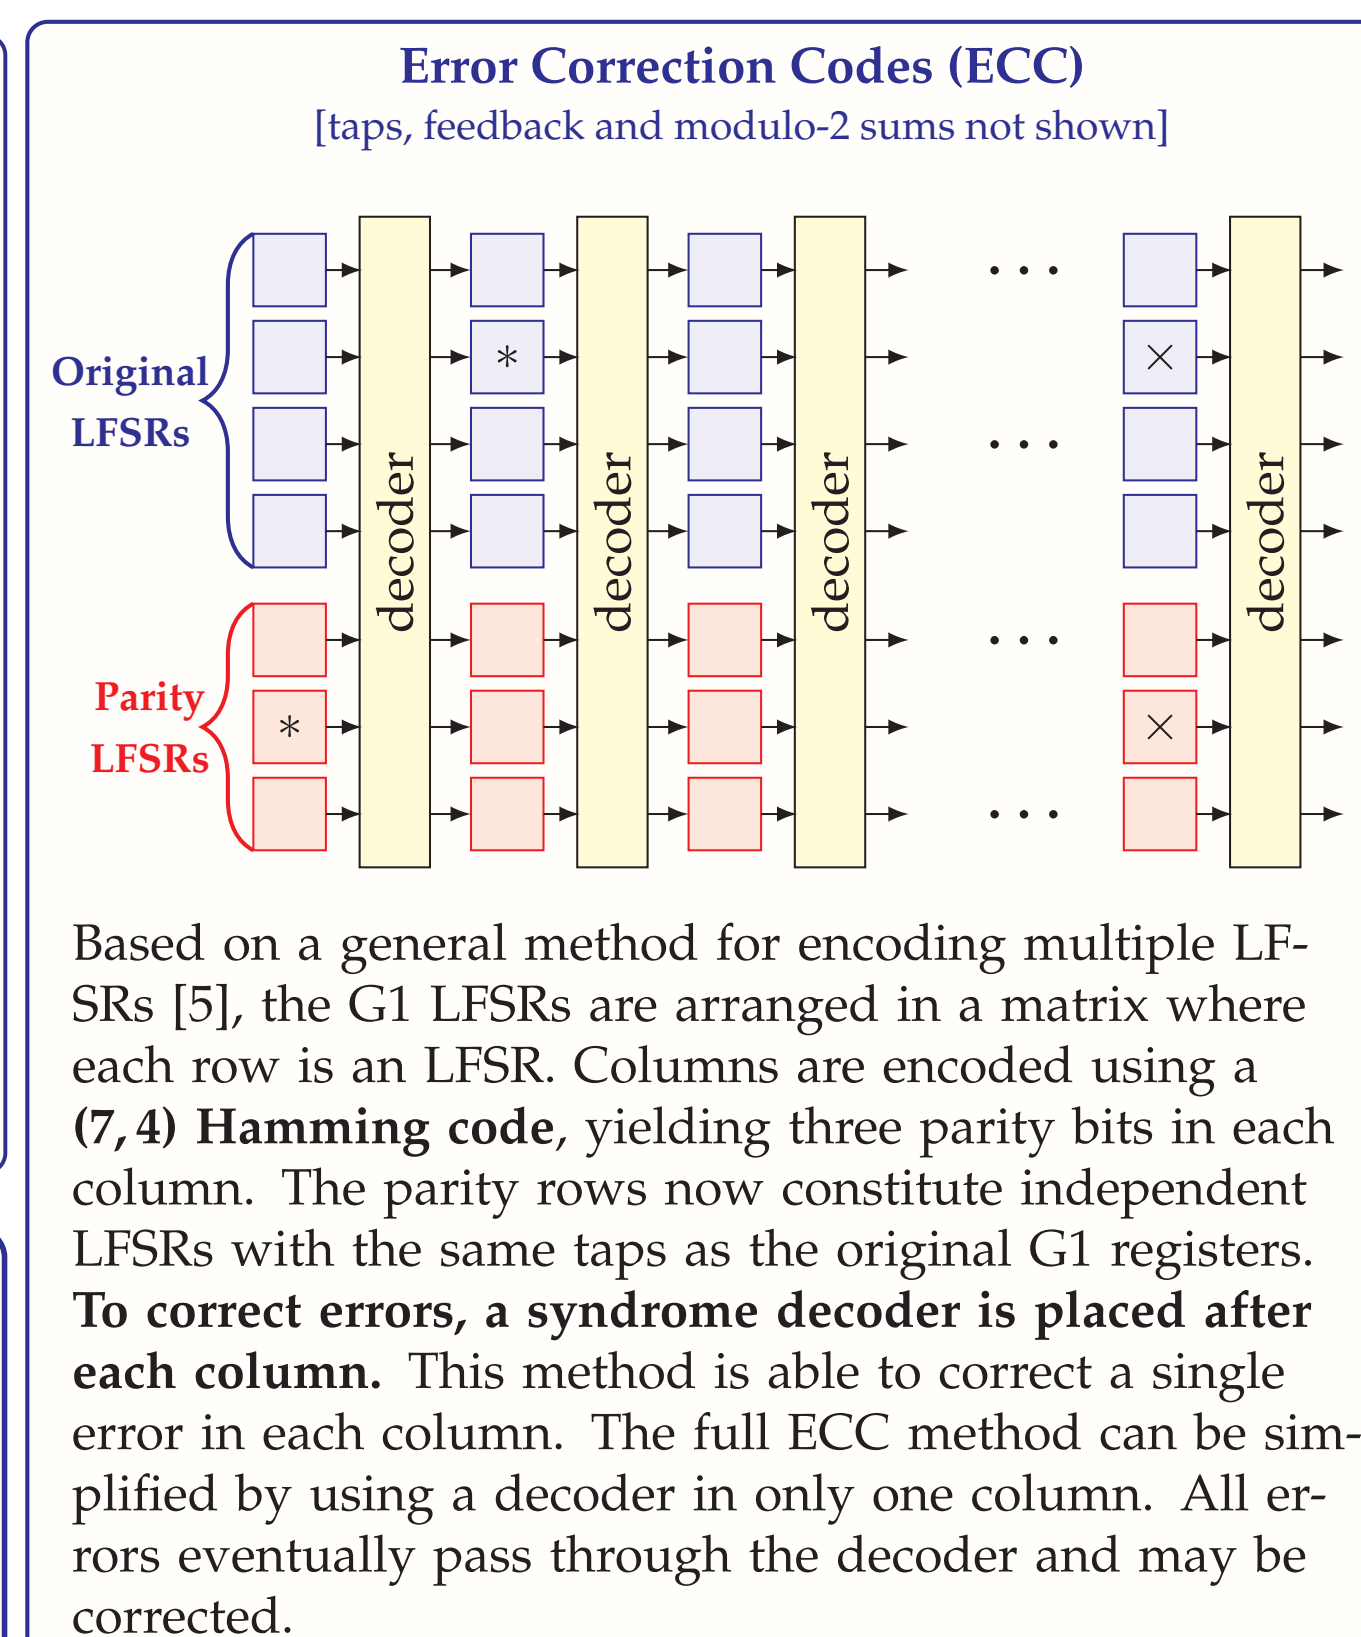 Error Correction Codes (ECC)
[taps, feedback and modulo-2 sums not shown]
Original
LFSRs
Parity
LFSRs
decoder
decoder
decoder
decoder
*
*
×
×
· · ·
· · ·
· · ·
· · ·
Based on a general method for encoding multiple LF-
SRs [5], the G1 LFSRs are arranged in a matrix where
each row is an LFSR. Columns are encoded using a
(7, 4) Hamming code, yielding three parity bits in each
column. The parity rows now constitute independent
LFSRs with the same taps as the original G1 registers.
To correct errors, a syndrome decoder is placed after
each column. This method is able to correct a single
error in each column. The full ECC method can be sim-
plified by using a decoder in only one column. All er-
rors eventually pass through the decoder and may be
corrected.